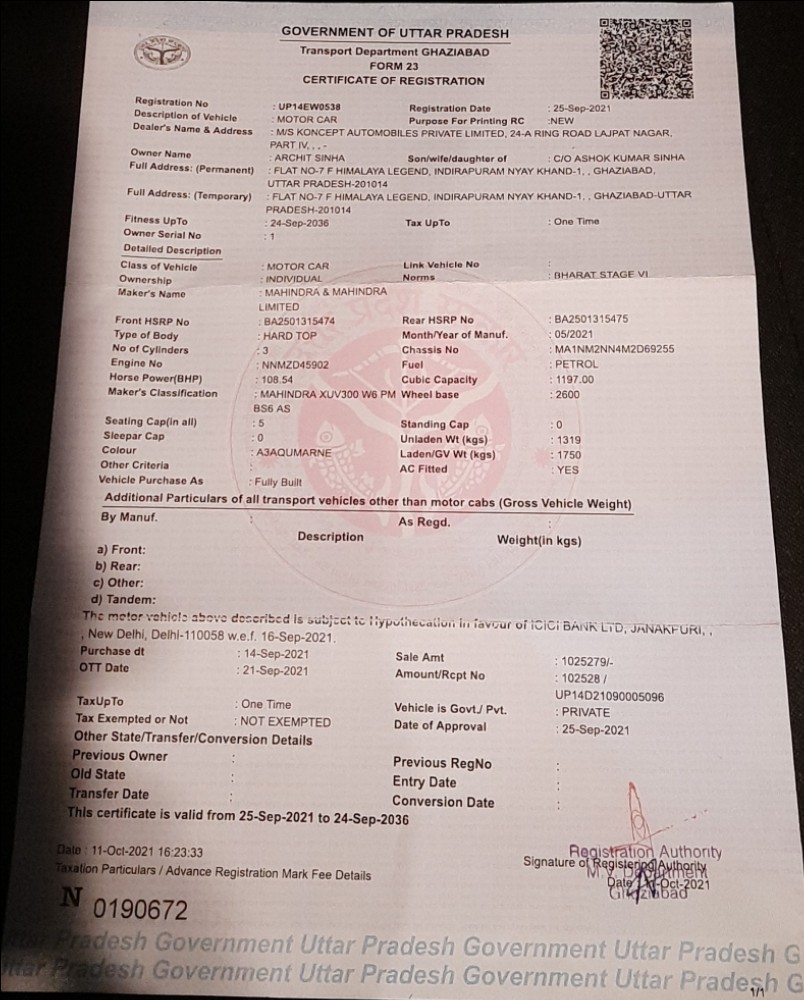 GOVERNMENT OF UTTAR PRADESH
Transport Department GHAZIABAD
FORM 23
CERTIFICATE OF REGISTRATION
Registration No : UP14EW0538 Registration Date : 25-Sep-2021
Description of Vehicle : MOTOR CAR Purpose For Printing RC :NEW
Dealer's Name & Address : M/S KONCEPT AUTOMOBILES PRIVATE LIMITED, 24-A RING ROAD LAJPAT NAGAR,
PART IV, , , -
Owner Name : ARCHIT SINHA Son/wife/daughter of : C/O ASHOK KUMAR SINHA
Full Address: (Permanent) : FLAT NO-7 F HIMALAYA LEGEND, INDIRAPURAM NYAY KHAND-1, , GHAZIABAD,
UTTAR PRADESH-201014
Full Address: (Temporary) : FLAT NO-7 F HIMALAYA LEGEND, INDIRAPURAM NYAY KHAND-1, , GHAZIABAD-UTTAR
PRADESH-201014
Fitness UpTo : 24-Sep-2036 Tax UpTo : One Time
Owner Serial No : 1
Detailed Description
Class of Vehicle : MOTOR CAR Link Vehicle No :
Ownership : INDIVIDUAL Norms : BHARAT STAGE VI
Maker's Name : MAHINDRA & MAHINDRA
LIMITED
Front HSRP No : BA2501315474 Rear HSRP No : BA2501315475
Type of Body : HARD TOP Month/Year of Manuf. : 05/2021
No of Cylinders : 3 Chassis No : MA1NM2NN4M2D69255
Engine No : NNMZD45902 Fuel : PETROL
Horse Power(BHP) : 108.54 Cubic Capacity : 1197.00
Maker's Classification : MAHINDRA XUV300 W6 PM Wheel base : 2600
BS6 AS
Seating Cap(in all) : 5 Standing Cap : 0
Sleepar Cap : 0 Unladen Wt (kgs) : 1319
Colour : A3AQUMARNE Laden/GV Wt (kgs) : 1750
Other Criteria : AC Fitted : YES
Vehicle Purchase As : Fully Built
Additional Particulars of all transport vehicles other than motor cabs (Gross Vehicle Weight)
By Manuf. : As Regd. :
Description Weight(in kgs)
a) Front:
b) Rear:
c) Other:
d) Tandem:
The motor vehicle above described is subject to Hypothecation in favour of ICICI BANK LTD, JANAKPURI, ,
, New Delhi, Delhi-110058 w.e.f. 16-Sep-2021.
Purchase dt : 14-Sep-2021 Sale Amt : 1025279/-
OTT Date : 21-Sep-2021 Amount/Rcpt No : 102528 /
UP14D21090005096
TaxUpTo : One Time Vehicle is Govt./ Pvt. : PRIVATE
Tax Exempted or Not : NOT EXEMPTED Date of Approval : 25-Sep-2021
Other State/Transfer/Conversion Details
Previous Owner : Previous RegNo :
Old State : Entry Date :
Transfer Date : Conversion Date :
This certificate is valid from 25-Sep-2021 to 24-Sep-2036
Date : 11-Oct-2021 16:23:33 Registration Authority
Signature of Registering Authority
Taxation Particulars / Advance Registration Mark Fee Details M.V. Department
Date -Oct-2021
Ghaziabad
N 0190672
Uttar Pradesh Government Uttar Pradesh Government Uttar Pradesh G
Uttar Pradesh Government Uttar Pradesh Government Uttar Pradesh G
1/1